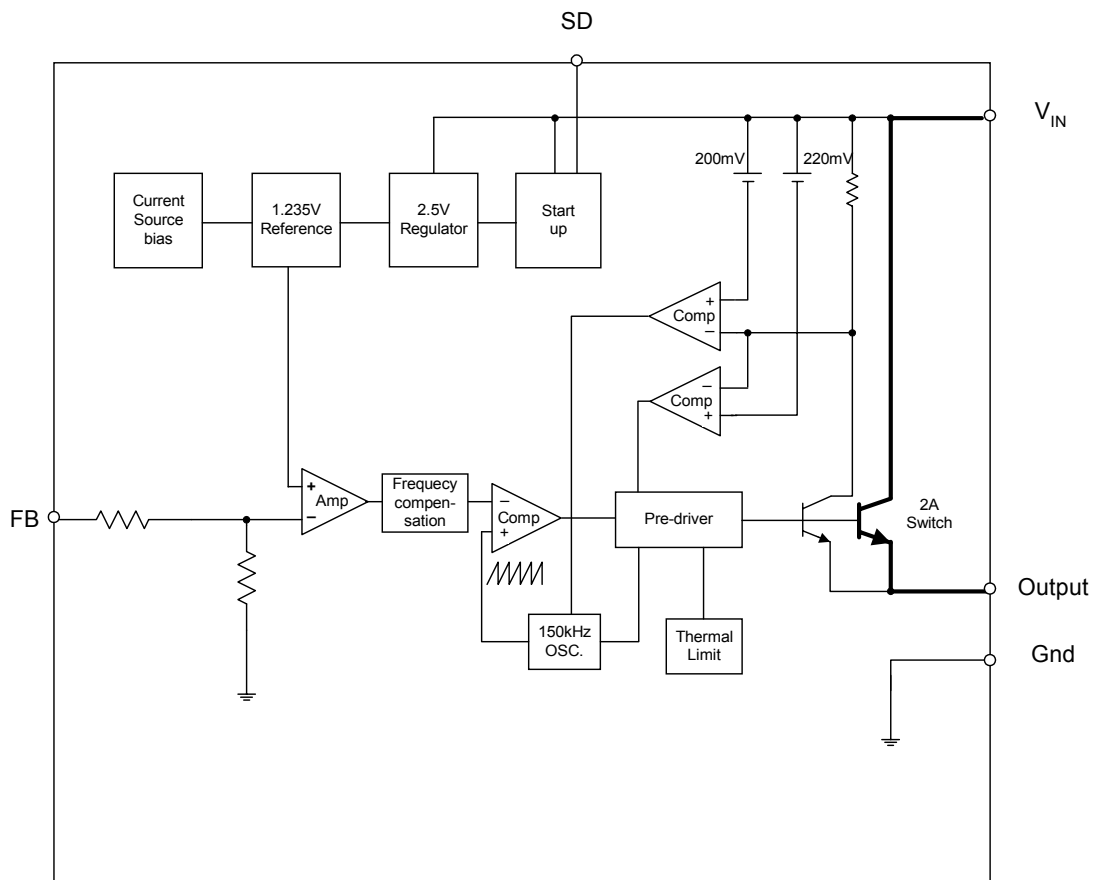 SD
V_IN
200mV
220mV
Current
Source
bias
1.235V
Reference
2.5V
Regulator
Start
up
+
Comp
−
−
Comp
+
+
Amp
−
Frequecy
compen-
sation
−
Comp
+
Pre-driver
2A
Switch
FB
Output
150kHz
OSC.
Thermal
Limit
Gnd